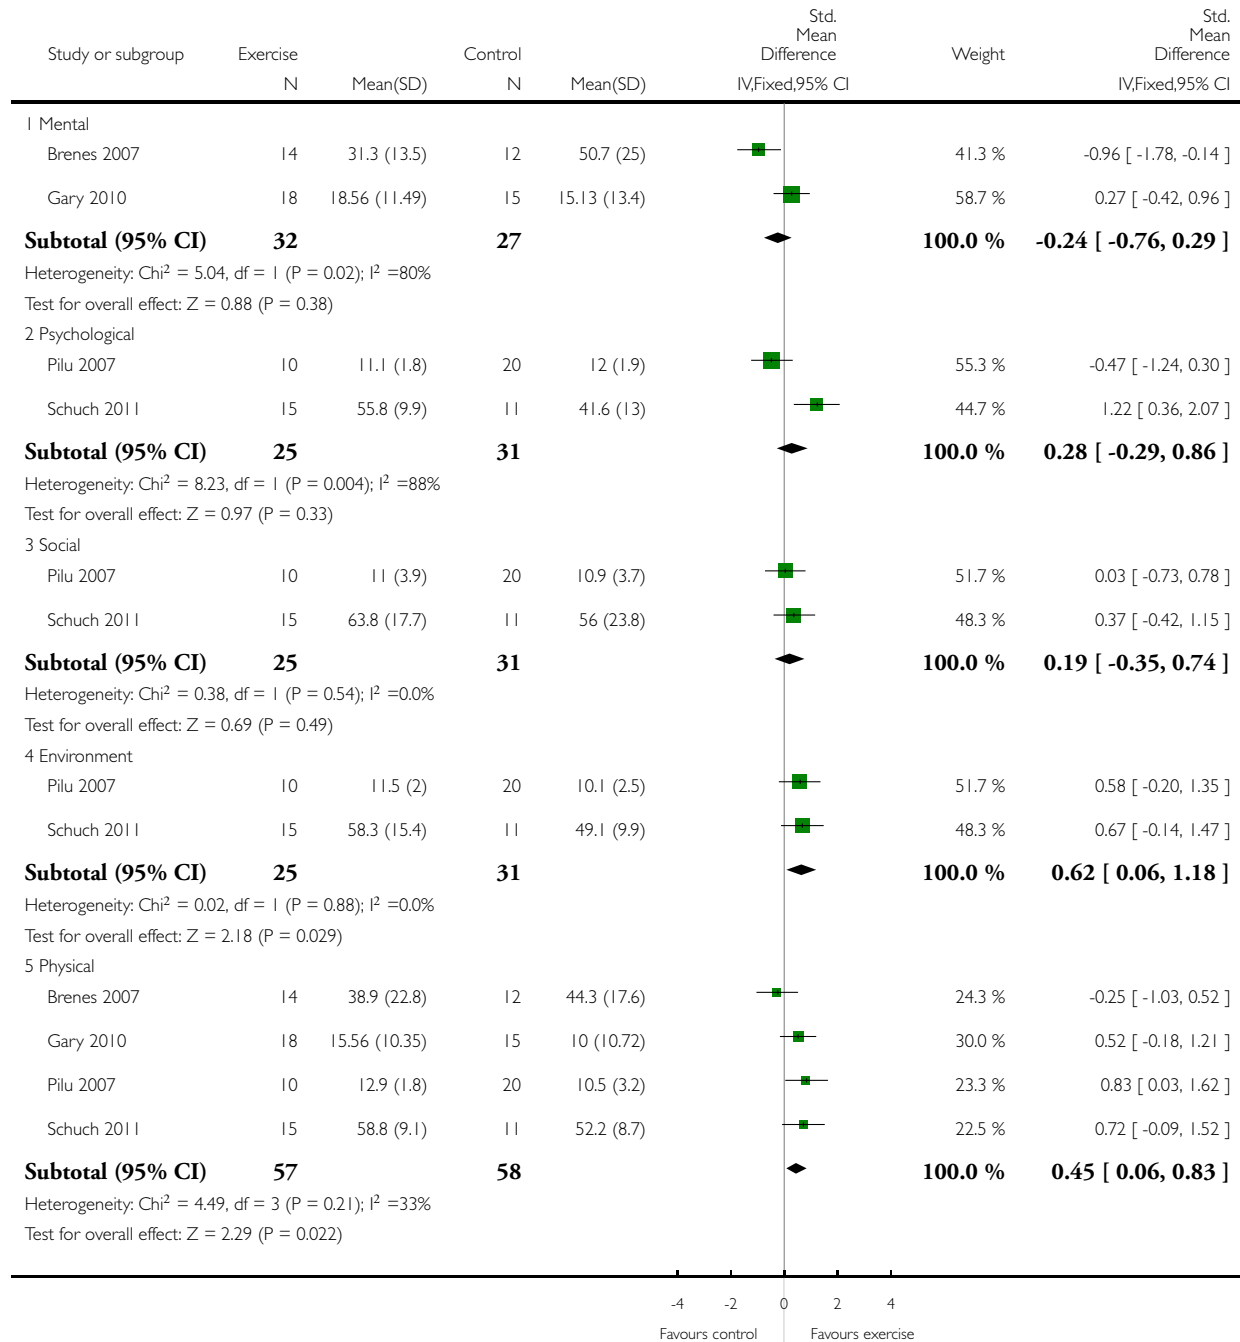 Study or subgroup Exercise Control Std. Mean Difference Weight Std. Mean Difference
N Mean(SD) N Mean(SD) IV,Fixed,95% CI IV,Fixed,95% CI
1 Mental
Brenes 2007 14 31.3 (13.5) 12 50.7 (25) 41.3 % -0.96 [ -1.78, -0.14 ]
Gary 2010 18 18.56 (11.49) 15 15.13 (13.4) 58.7 % 0.27 [ -0.42, 0.96 ]
Subtotal (95% CI) 32 27 100.0 % -0.24 [ -0.76, 0.29 ]
Heterogeneity: Chi² = 5.04, df = 1 (P = 0.02); I² =80%
Test for overall effect: Z = 0.88 (P = 0.38)
2 Psychological
Pilu 2007 10 11.1 (1.8) 20 12 (1.9) 55.3 % -0.47 [ -1.24, 0.30 ]
Schuch 2011 15 55.8 (9.9) 11 41.6 (13) 44.7 % 1.22 [ 0.36, 2.07 ]
Subtotal (95% CI) 25 31 100.0 % 0.28 [ -0.29, 0.86 ]
Heterogeneity: Chi² = 8.23, df = 1 (P = 0.004); I² =88%
Test for overall effect: Z = 0.97 (P = 0.33)
3 Social
Pilu 2007 10 11 (3.9) 20 10.9 (3.7) 51.7 % 0.03 [ -0.73, 0.78 ]
Schuch 2011 15 63.8 (17.7) 11 56 (23.8) 48.3 % 0.37 [ -0.42, 1.15 ]
Subtotal (95% CI) 25 31 100.0 % 0.19 [ -0.35, 0.74 ]
Heterogeneity: Chi² = 0.38, df = 1 (P = 0.54); I² =0.0%
Test for overall effect: Z = 0.69 (P = 0.49)
4 Environment
Pilu 2007 10 11.5 (2) 20 10.1 (2.5) 51.7 % 0.58 [ -0.20, 1.35 ]
Schuch 2011 15 58.3 (15.4) 11 49.1 (9.9) 48.3 % 0.67 [ -0.14, 1.47 ]
Subtotal (95% CI) 25 31 100.0 % 0.62 [ 0.06, 1.18 ]
Heterogeneity: Chi² = 0.02, df = 1 (P = 0.88); I² =0.0%
Test for overall effect: Z = 2.18 (P = 0.029)
5 Physical
Brenes 2007 14 38.9 (22.8) 12 44.3 (17.6) 24.3 % -0.25 [ -1.03, 0.52 ]
Gary 2010 18 15.56 (10.35) 15 10 (10.72) 30.0 % 0.52 [ -0.18, 1.21 ]
Pilu 2007 10 12.9 (1.8) 20 10.5 (3.2) 23.3 % 0.83 [ 0.03, 1.62 ]
Schuch 2011 15 58.8 (9.1) 11 52.2 (8.7) 22.5 % 0.72 [ -0.09, 1.52 ]
Subtotal (95% CI) 57 58 100.0 % 0.45 [ 0.06, 0.83 ]
Heterogeneity: Chi² = 4.49, df = 3 (P = 0.21); I² =33%
Test for overall effect: Z = 2.29 (P = 0.022)
-4 -2 0 2 4
Favours control Favours exercise